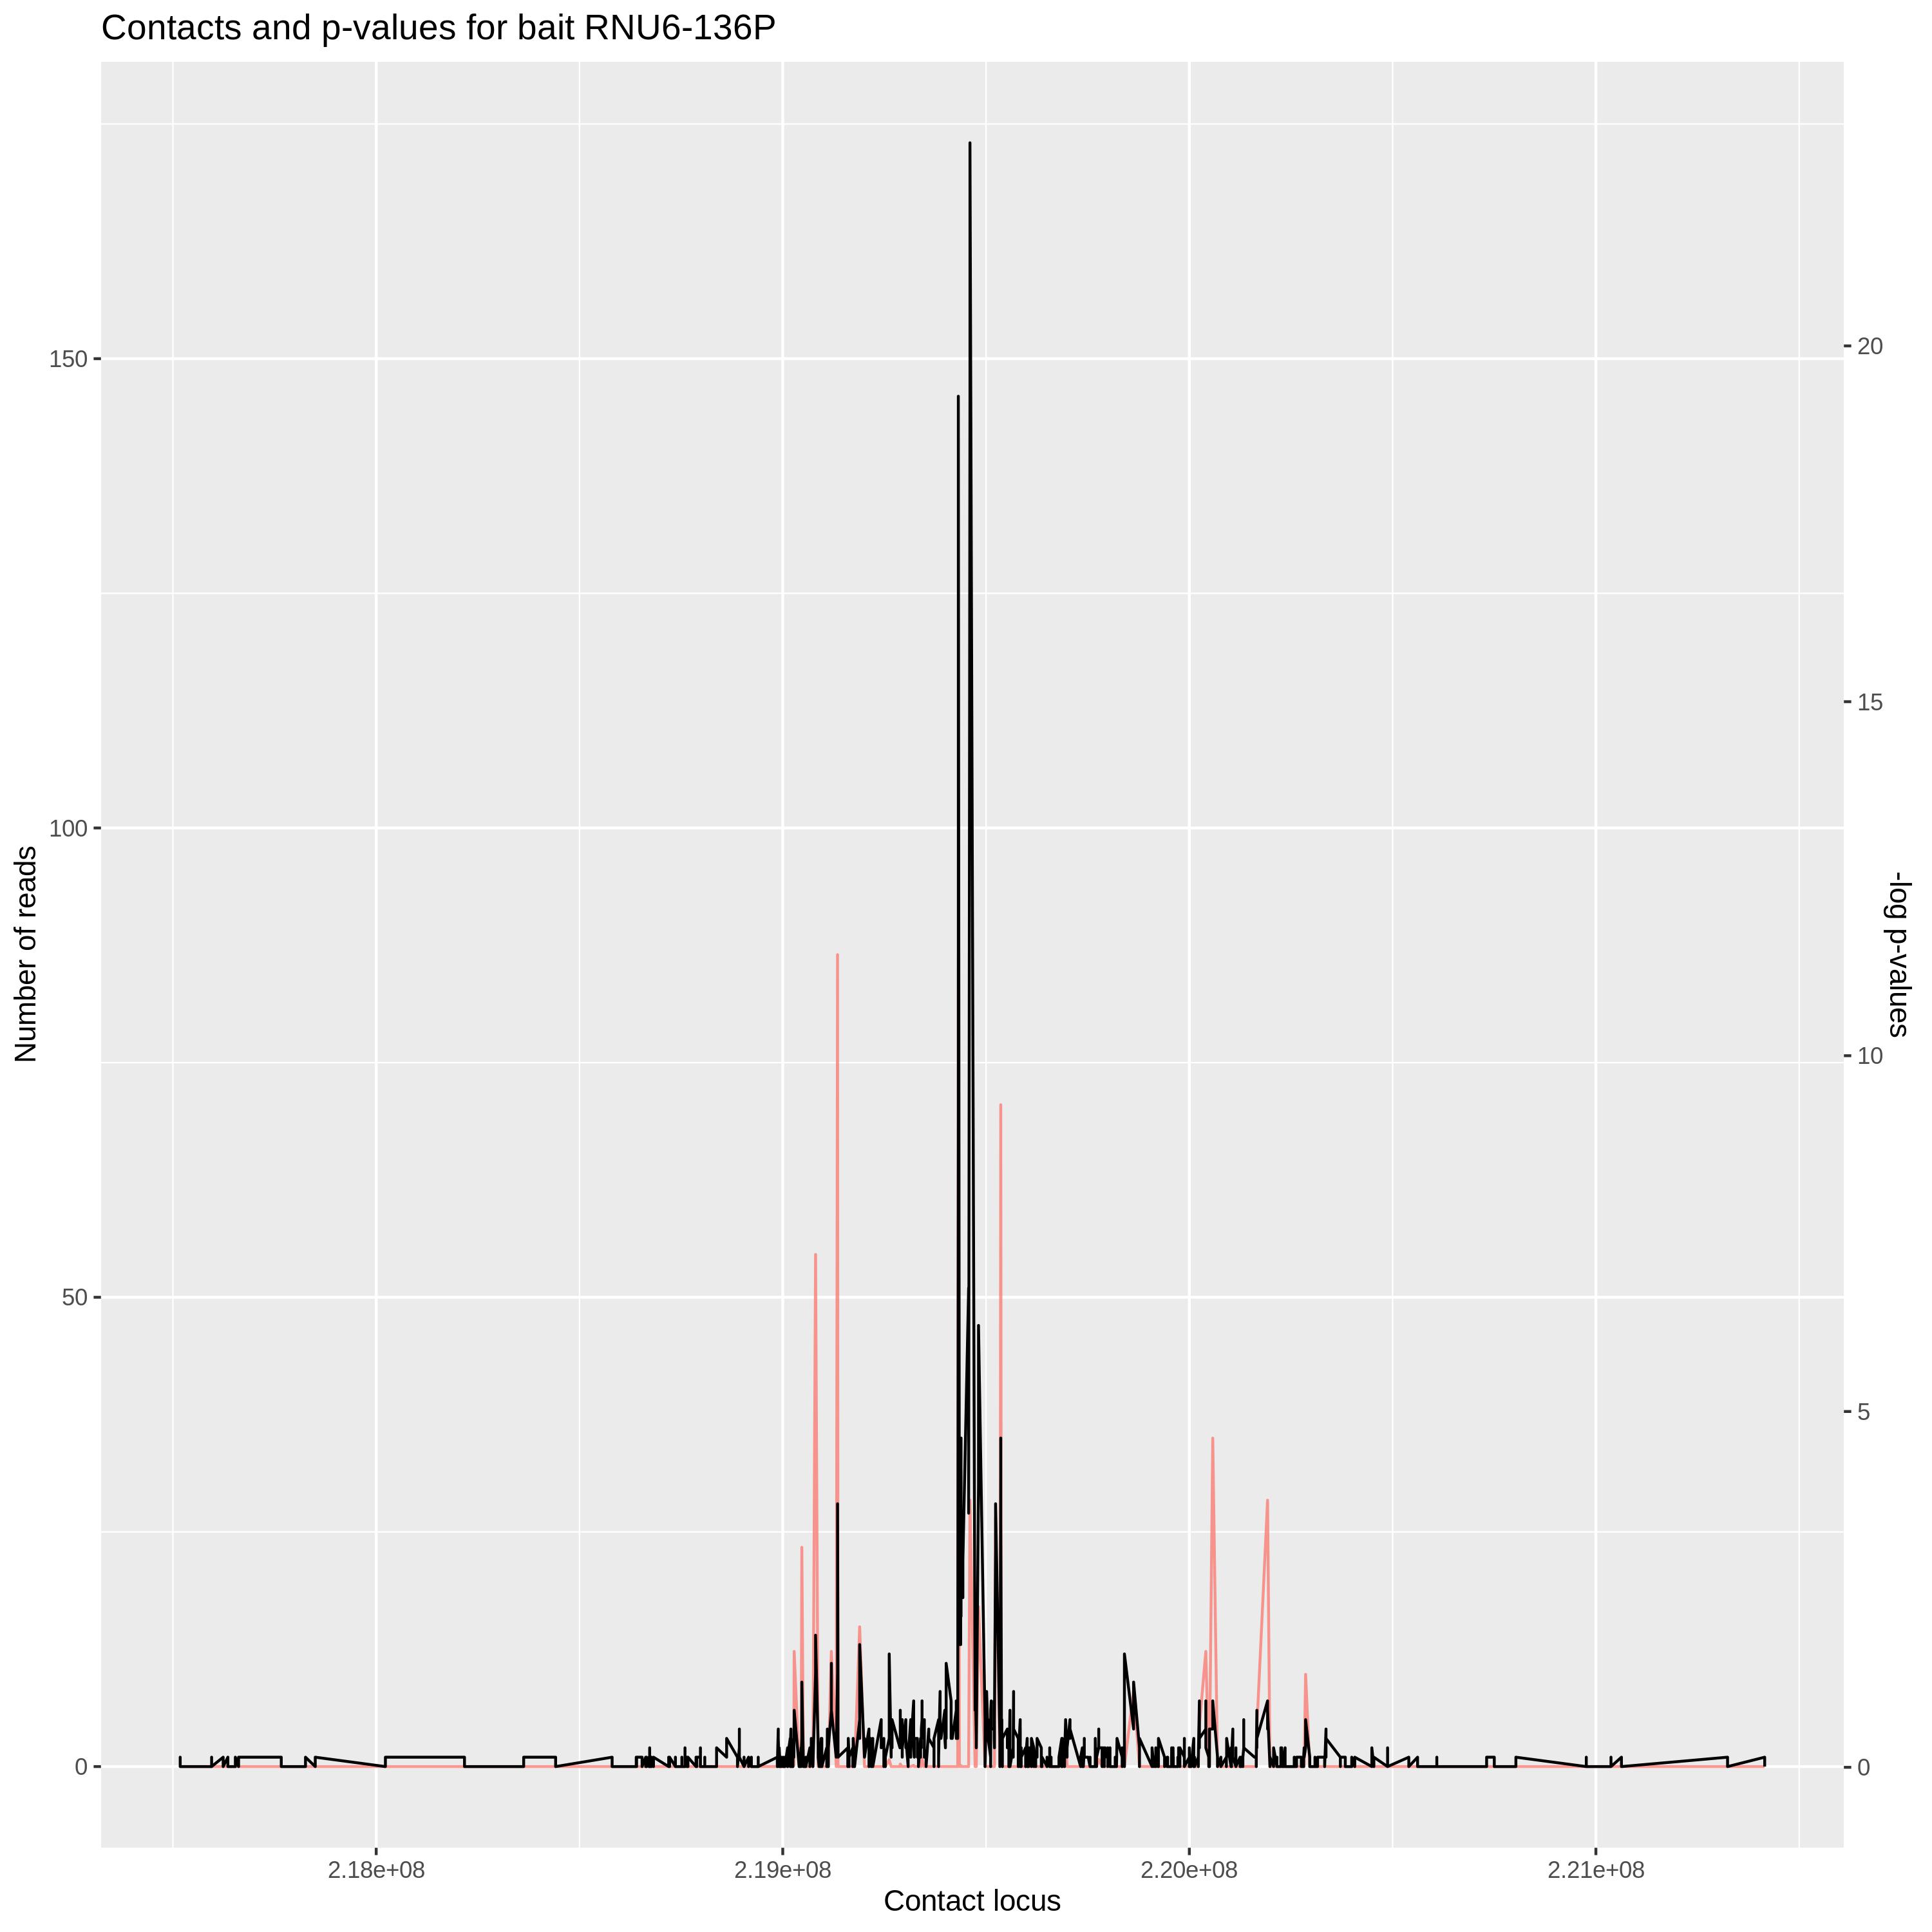 Contacts and p-values for bait RNU6-136P
150
100
50
0
Number of reads
20
15
10
5
0
-log p-values
2.18e+08 2.19e+08 2.20e+08 2.21e+08
Contact locus